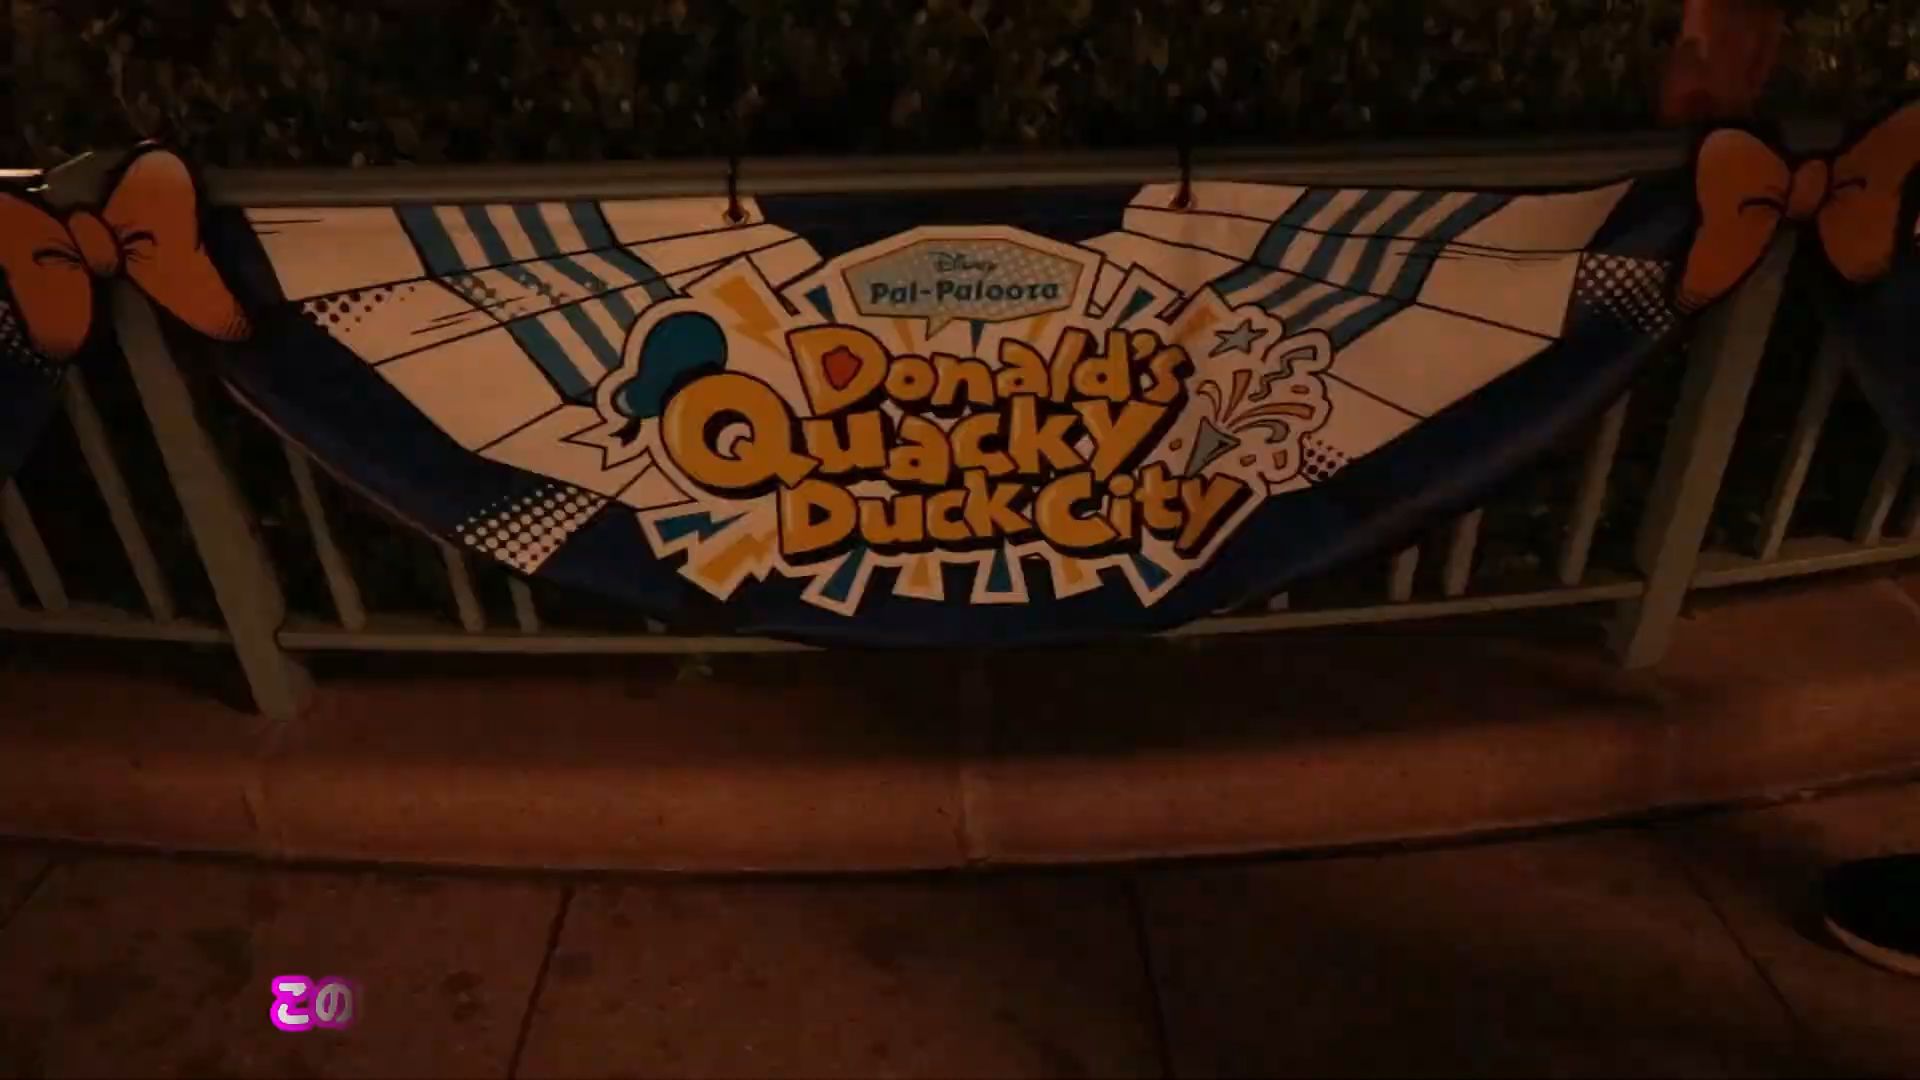 Disney
Pal-Palooza
Donald's
Quacky
Duck City
この